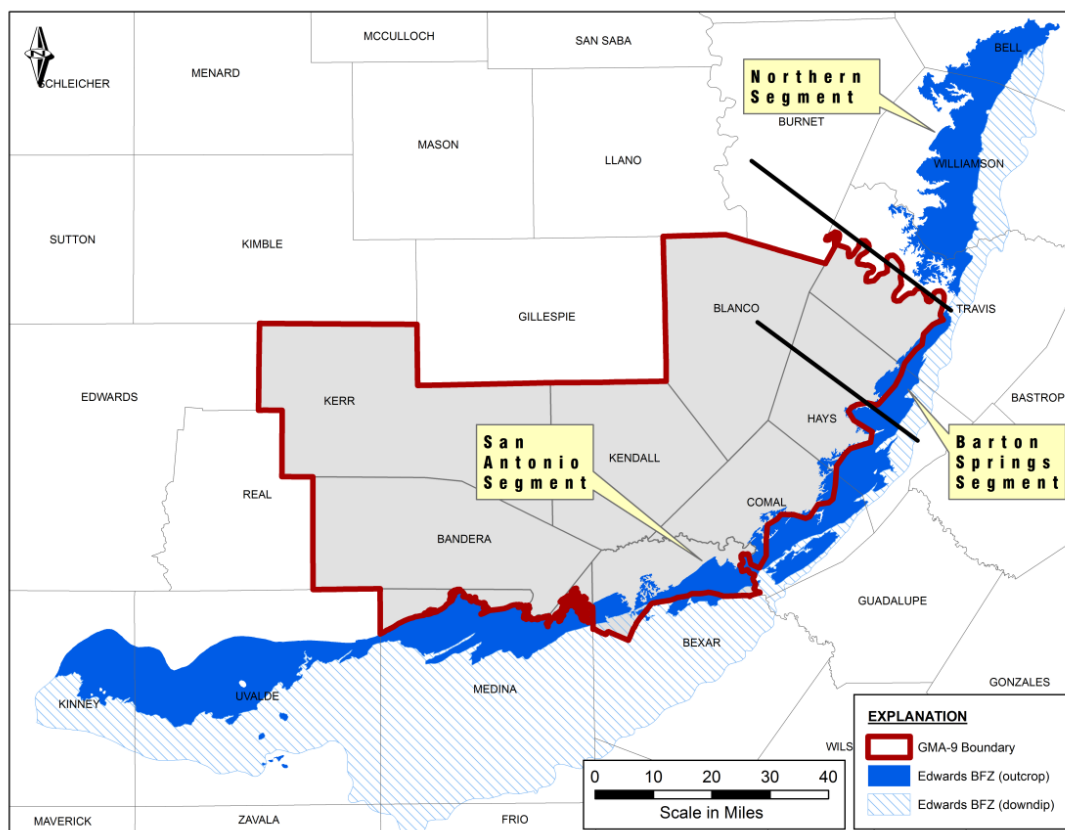 MCCULLOCH
SAN SABA
BELL
SCHLEICHER
MENARD
Northern
Segment
BURNET
MASON
LLANO
WILLIAMSON
SUTTON
KIMBLE
BLANCO
TRAVIS
GILLESPIE
EDWARDS
KERR
BASTROP
HAYS
San
Antonio
Segment
KENDALL
Barton
Springs
Segment
REAL
COMAL
BANDERA
GUADALUPE
BEXAR
KINNEY
UVALDE
MEDINA
GONZALES
WILS
EXPLANATION
GMA-9 Boundary
Edwards BFZ (outcrop)
Edwards BFZ (downdip)
0 10 20 30 40
Scale in Miles
MAVERICK
ZAVALA
FRIO